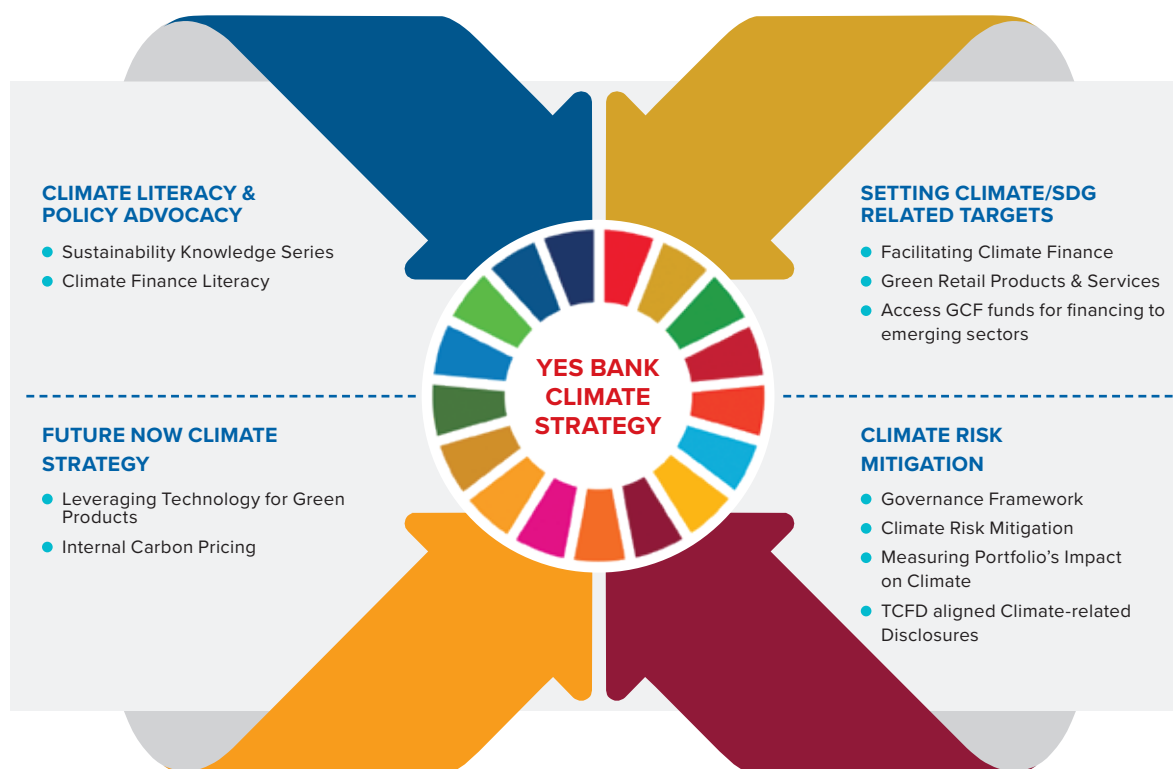 CLIMATE LITERACY &
POLICY ADVOCACY
Sustainability Knowledge Series
Climate Finance Literacy
SETTING CLIMATE/SDG
RELATED TARGETS
Facilitating Climate Finance
Green Retail Products & Services
Access GCF funds for financing to
emerging sectors
YES BANK
CLIMATE
STRATEGY
FUTURE NOW CLIMATE
STRATEGY
Leveraging Technology for Green
Products
Internal Carbon Pricing
CLIMATE RISK
MITIGATION
Governance Framework
Climate Risk Mitigation
Measuring Portfolio's Impact
on Climate
TCFD aligned Climate-related
Disclosures